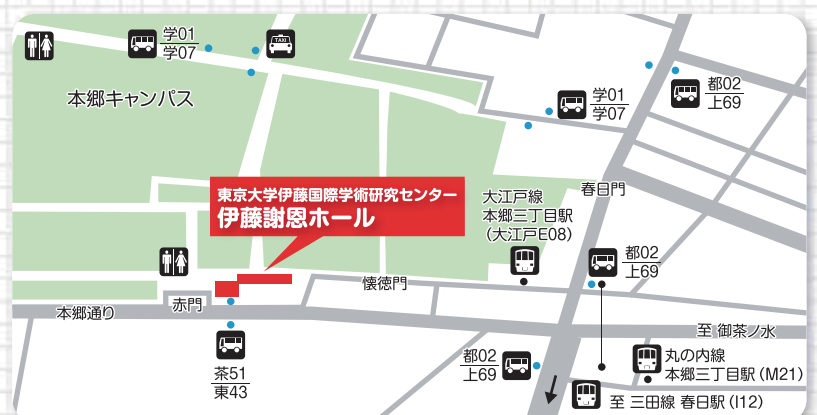 学01
学07
TAXI
本郷キャンパス
学01
学07
都02
上69
東京大学伊藤国際学術研究センター
伊藤謝恩ホール
大江戸線
本郷三丁目駅
(大江戸E08)
春日門
都02
上69
懐徳門
赤門
本郷通り
至 御茶ノ水
茶51
東43
都02
上69
丸の内線
本郷三丁目駅(M21)
至 三田線 春日駅(I12)